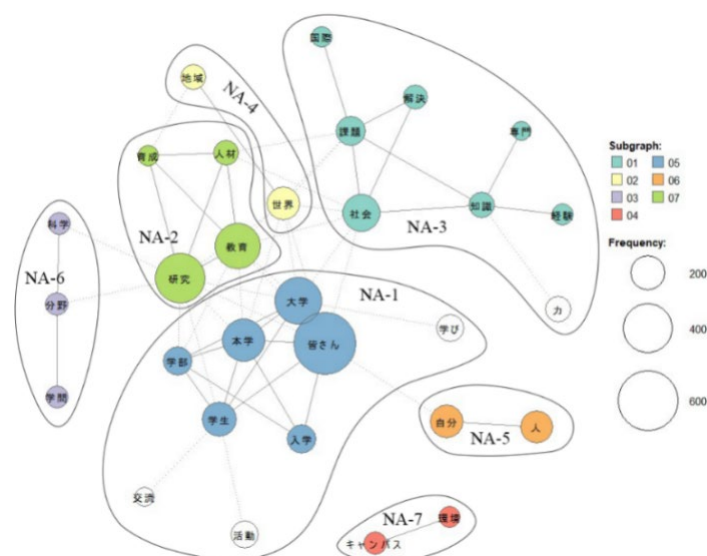 国際
地域
NA-4
解決
課題
専門
育成
人材
世界
社会
知識
経験
NA-3
科学
NA-2
教育
NA-6
研究
分野
大学
NA-1
力
本学
皆さん
学び
学部
学問
学生
入学
自分
人
NA-5
交流
活動
NA-7
環境
キャンパス
Subgraph:
01 05
02 06
03 07
04
Frequency:
200
400
600